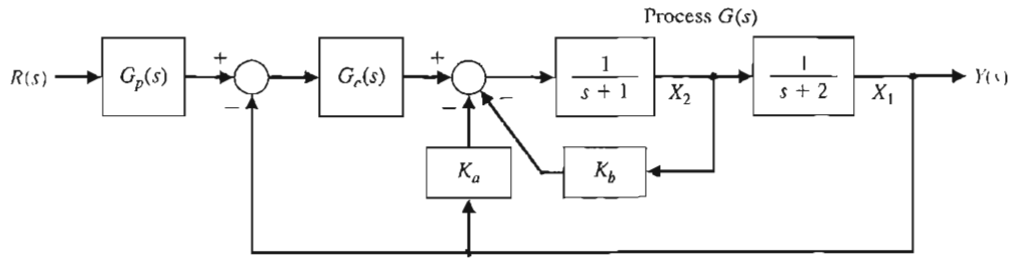 Process G(s)
R(s)
G_p(s)
+
−
G_c(s)
+
−
−
1
s + 1
X_2
1
s + 2
X_1
Y(s)
K_a
K_b